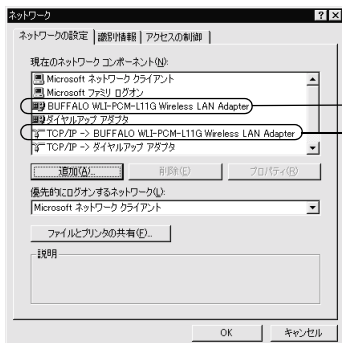 ネットワーク
ネットワークの設定 識別情報 アクセスの制御
現在のネットワーク コンポーネント(N):
Microsoft ネットワーク クライアント
Microsoft ファミリ ログオン
BUFFALO WLI-PCM-L11G Wireless LAN Adapter
ダイヤルアップ アダプタ
TCP/IP -> BUFFALO WLI-PCM-L11G Wireless LAN Adapter
TCP/IP -> ダイヤルアップ アダプタ
追加(A)... 削除(E) プロパティ(R)
優先的にログオンするネットワーク(L):
Microsoft ネットワーク クライアント
ファイルとプリンタの共有(F)...
説明
OK キャンセル